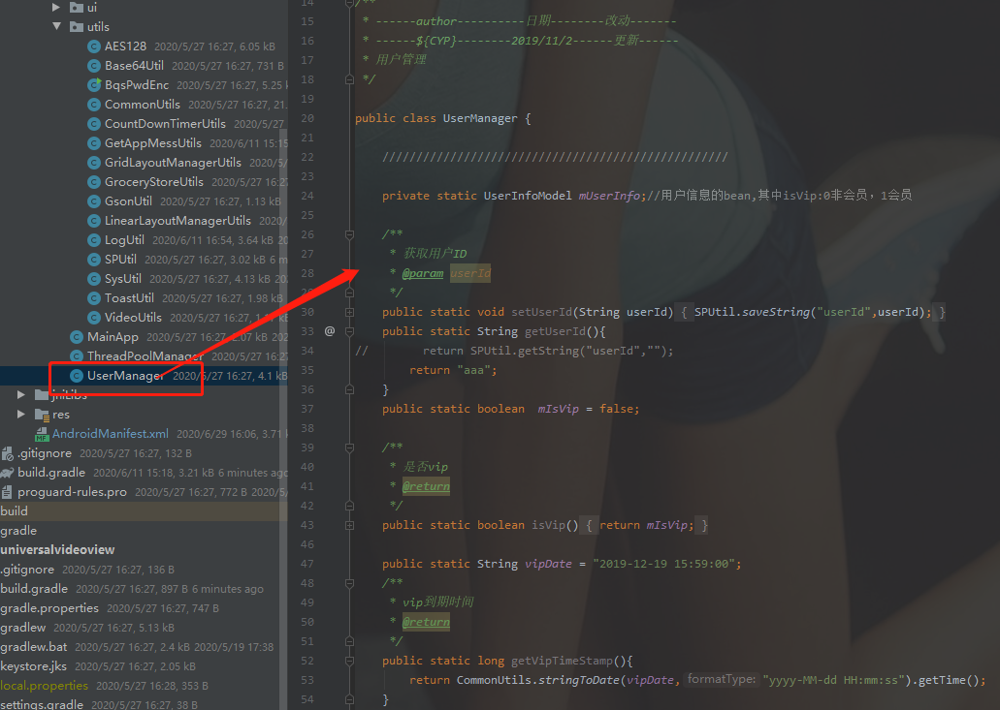 ui
utils
AES128 2020/5/27 16:27, 6.05 kB
Base64Util 2020/5/27 16:27, 731 B
BqsPwdEnc 2020/5/27 16:27, 5.25 k
CommonUtils 2020/5/27 16:27, 21.
CountDownTimerUtils 2020/5/27
GetAppMessUtils 2020/6/11 15:15
GridLayoutManagerUtils 2020/5/
GroceryStoreUtils 2020/5/27 16:27
GsonUtil 2020/5/27 16:27, 1.13 kB
LinearLayoutManagerUtils 2020/
LogUtil 2020/6/11 16:54, 3.64 kB 20
SPUtil 2020/5/27 16:27, 3.02 kB 6 m
SysUtil 2020/5/27 16:27, 4.13 kB 20
ToastUtil 2020/5/27 16:27, 1.98 kB
VideoUtils 2020/5/27 16:27, kB
MainApp 2020/5/27 16:27, 2.07 kB 202
ThreadPoolManager 2020/5/27 16:27
UserManager 2020/5/27 16:27, 4.1 kB
jniLibs
res
AndroidManifest.xml 2020/6/29 16:06, 3.71
.gitignore 2020/5/27 16:27, 132 B
build.gradle 2020/6/11 15:18, 3.21 kB 6 minutes ago
proguard-rules.pro 2020/5/27 16:27, 772 B 2020/5/
build
gradle
universalvideoview
.gitignore 2020/5/27 16:27, 136 B
build.gradle 2020/5/27 16:27, 897 B 6 minutes ago
gradle.properties 2020/5/27 16:27, 747 B
gradlew 2020/5/27 16:27, 5.13 kB
gradlew.bat 2020/5/27 16:27, 2.4 kB 2020/5/19 17:38
keystore.jks 2020/5/27 16:27, 2.05 kB
local.properties 2020/5/27 16:28, 353 B
settings.gradle 2020/5/27 16:27, 38 B
14 /**
15 * ------author----------日期--------改动-------
16 * ------${CYP}--------2019/11/2------更新------
17 * 用户管理
18 */
19
20 public class UserManager {
21
22 ///////////////////////////////////////////////////
23
24 private static UserInfoModel mUserInfo;//用户信息的bean,其中isVip:0非会员，1会员
25
26 /**
27 * 获取用户ID
28 * @param userId
29 */
30 public static void setUserId(String userId) { SPUtil.saveString("userId",userId); }
33 @ public static String getUserId(){
34 // return SPUtil.getString("userId","");
35 return "aaa";
36 }
37 public static boolean mIsVip = false;
38
39 /**
40 * 是否vip
41 * @return
42 */
43 public static boolean isVip() { return mIsVip; }
46
47 public static String vipDate = "2019-12-19 15:59:00";
48 /**
49 * vip到期时间
50 * @return
51 */
52 public static long getVipTimeStamp(){
53 return CommonUtils.stringToDate(vipDate, formatType: "yyyy-MM-dd HH:mm:ss").getTime();
54 }